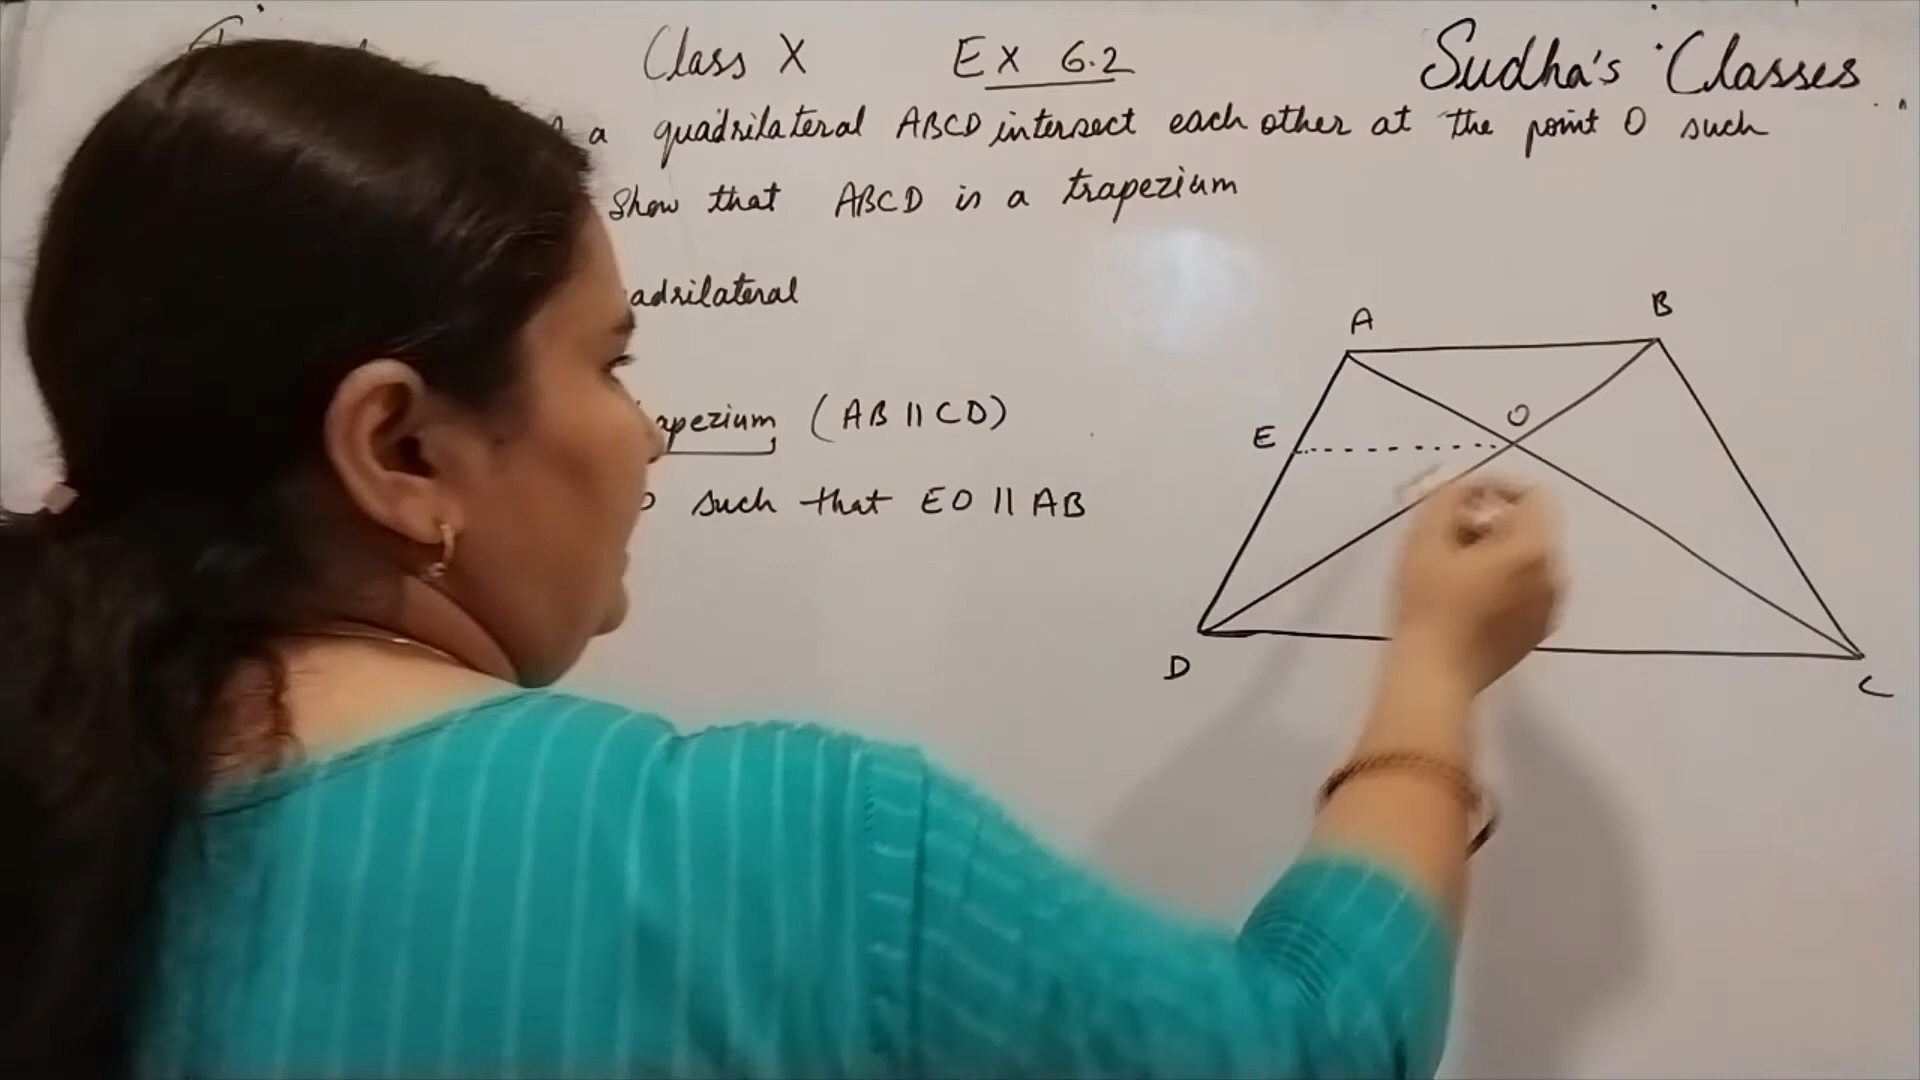 Class X Ex 6.2 Sudha's Classes
a quadrilateral ABCD intersect each other at the point O such
Show that ABCD is a trapezium
adrilateral
apezium (AB || CD)
such that EO || AB
A
B
O
E
D
C